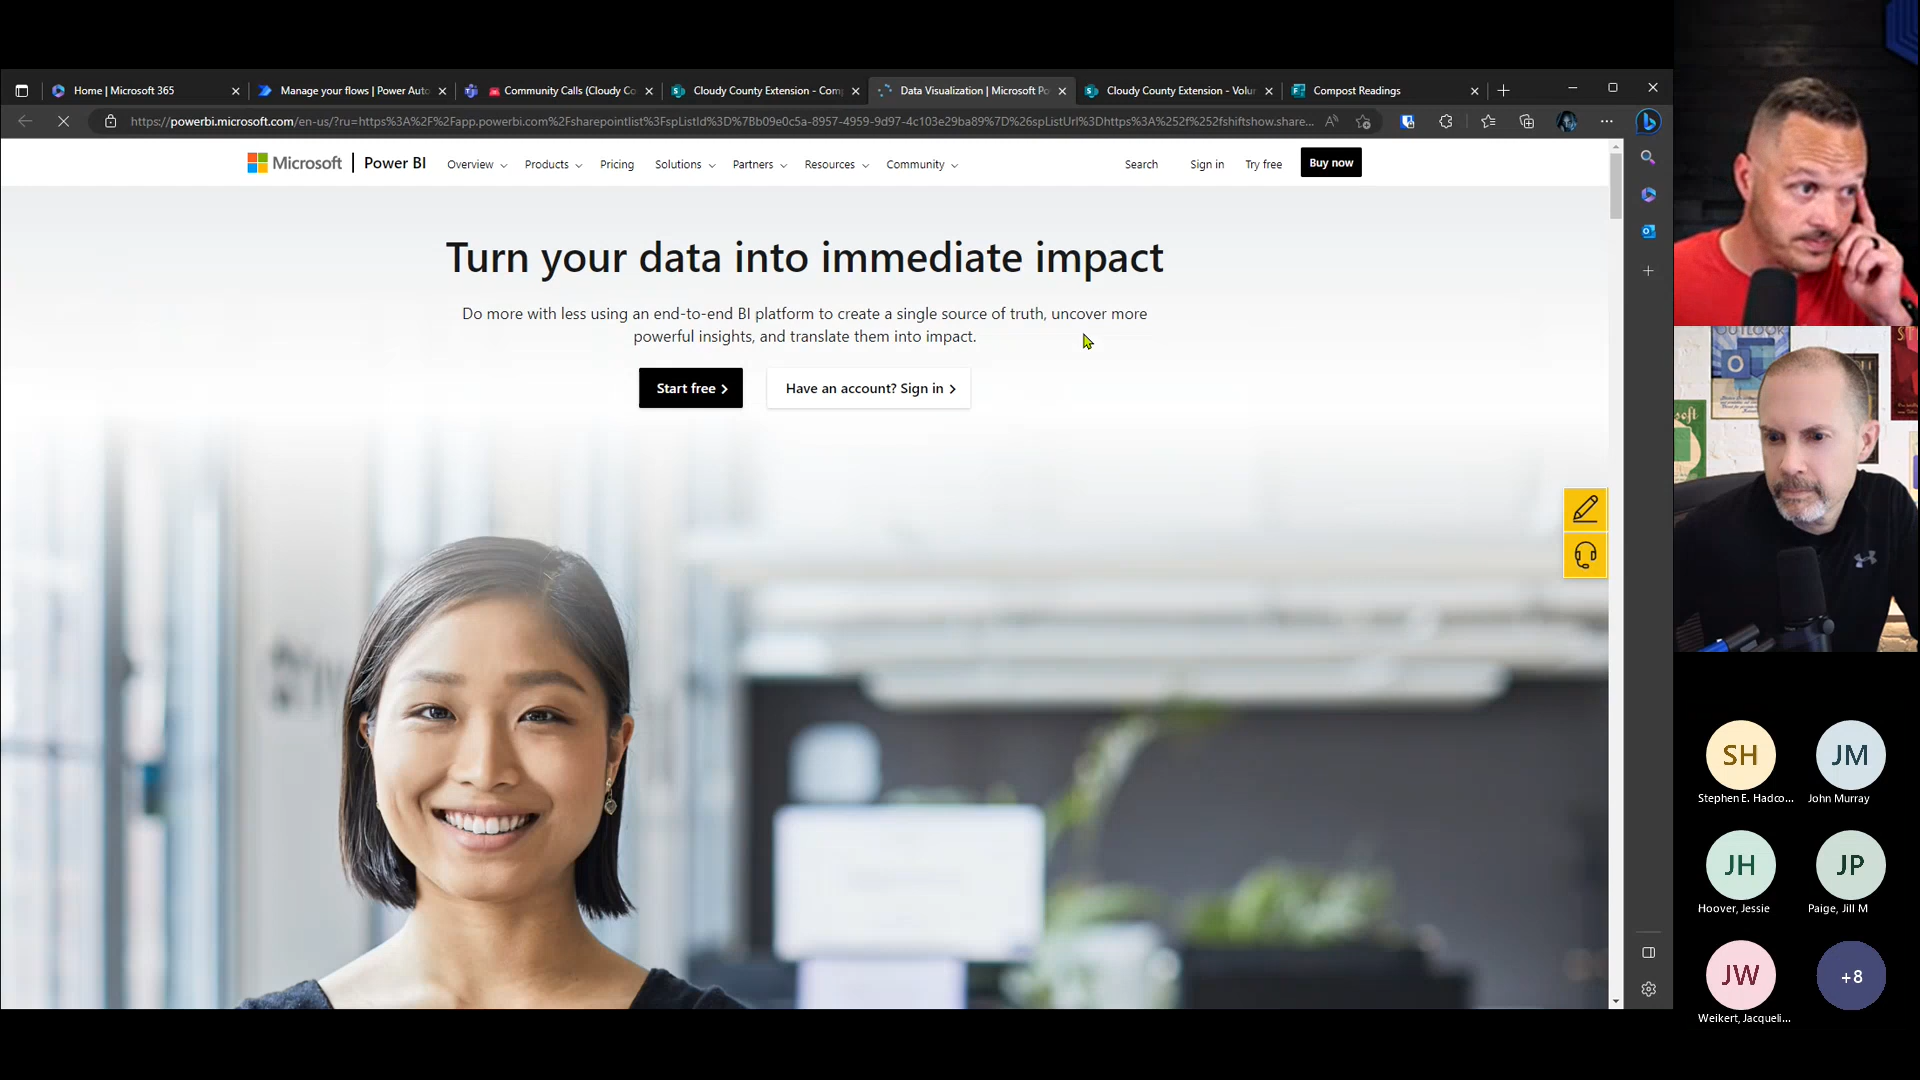 Home | Microsoft 365
Manage your flows | Power Auto
Community Calls (Cloudy Co
Cloudy County Extension - Comp
Data Visualization | Microsoft Po
Cloudy County Extension - Volun
Compost Readings
https://powerbi.microsoft.com/en-us/?ru=https%3A%2F%2Fapp.powerbi.com%2Fsharepointlist%3FspListId%3D%7Bb09e0c5a-8957-4959-9d97-4c103e29ba89%7D%26spListUrl%3Dhttps%3A%252f%252fshiftshow.share...
Microsoft | Power BI
Overview
Products
Pricing
Solutions
Partners
Resources
Community
Search
Sign in
Try free
Buy now
Turn your data into immediate impact
Do more with less using an end-to-end BI platform to create a single source of truth, uncover more
powerful insights, and translate them into impact.
Start free >
Have an account? Sign in >
OUTLOOK
SH
Stephen E. Hadco...
JM
John Murray
JH
Hoover, Jessie
JP
Paige, Jill M
JW
Weikert, Jacqueli...
+8